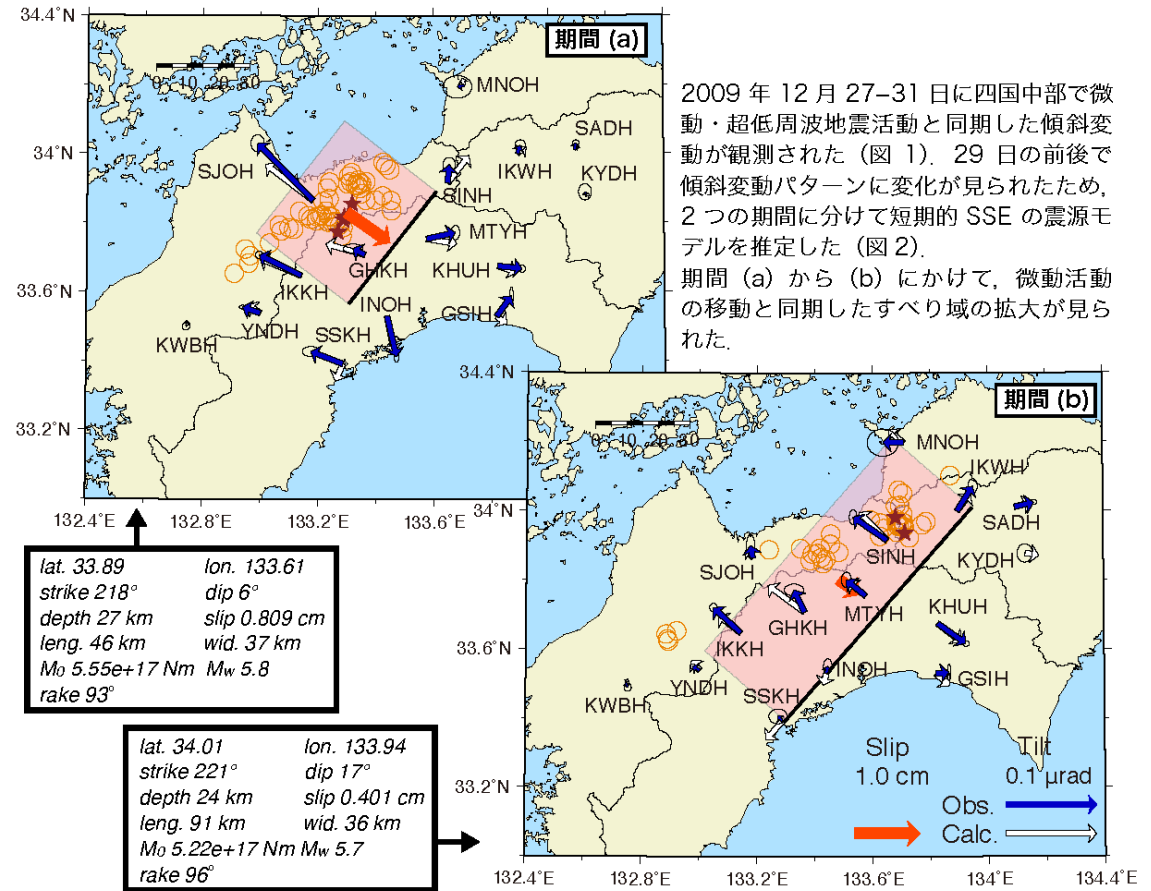 34.4˚N
34˚N
33.6˚N
33.2˚N
132.4˚E
132.8˚E
133.2˚E
133.6˚E
期間 (a)
0 10 20 30
MNOH
SADH
SJOH
IKWH
KYDH
SINH
MTYH
GHKH
KHUH
IKKH
INOH
GSIH
YNDH
SSKH
KWBH
2009 年 12 月 27–31 日に四国中部で微
動・超低周波地震活動と同期した傾斜変
動が観測された(図 1).29 日の前後で
傾斜変動パターンに変化が見られたため,
2 つの期間に分けて短期的 SSE の震源モ
デルを推定した(図 2).
期間(a)から(b)にかけて,微動活動
の移動と同期したすべり域の拡大が見ら
れた.
lat. 33.89 lon. 133.61
strike 218° dip 6°
depth 27 km slip 0.809 cm
leng. 46 km wid. 37 km
M0 5.55e+17 Nm Mw 5.8
rake 93°
34.4˚N
34˚N
33.6˚N
33.2˚N
期間 (b)
0 10 20 30
MNOH
IKWH
SADH
SINH
SJOH
KYDH
MTYH
KHUH
GHKH
IKKH
INOH
GSIH
YNDH
SSKH
KWBH
Slip Tilt
1.0 cm 0.1 μrad
Obs.
Calc.
132.4˚E
132.8˚E
133.2˚E
133.6˚E
134˚E
134.4˚E
lat. 34.01 lon. 133.94
strike 221° dip 17°
depth 24 km slip 0.401 cm
leng. 91 km wid. 36 km
M0 5.22e+17 Nm Mw 5.7
rake 96°